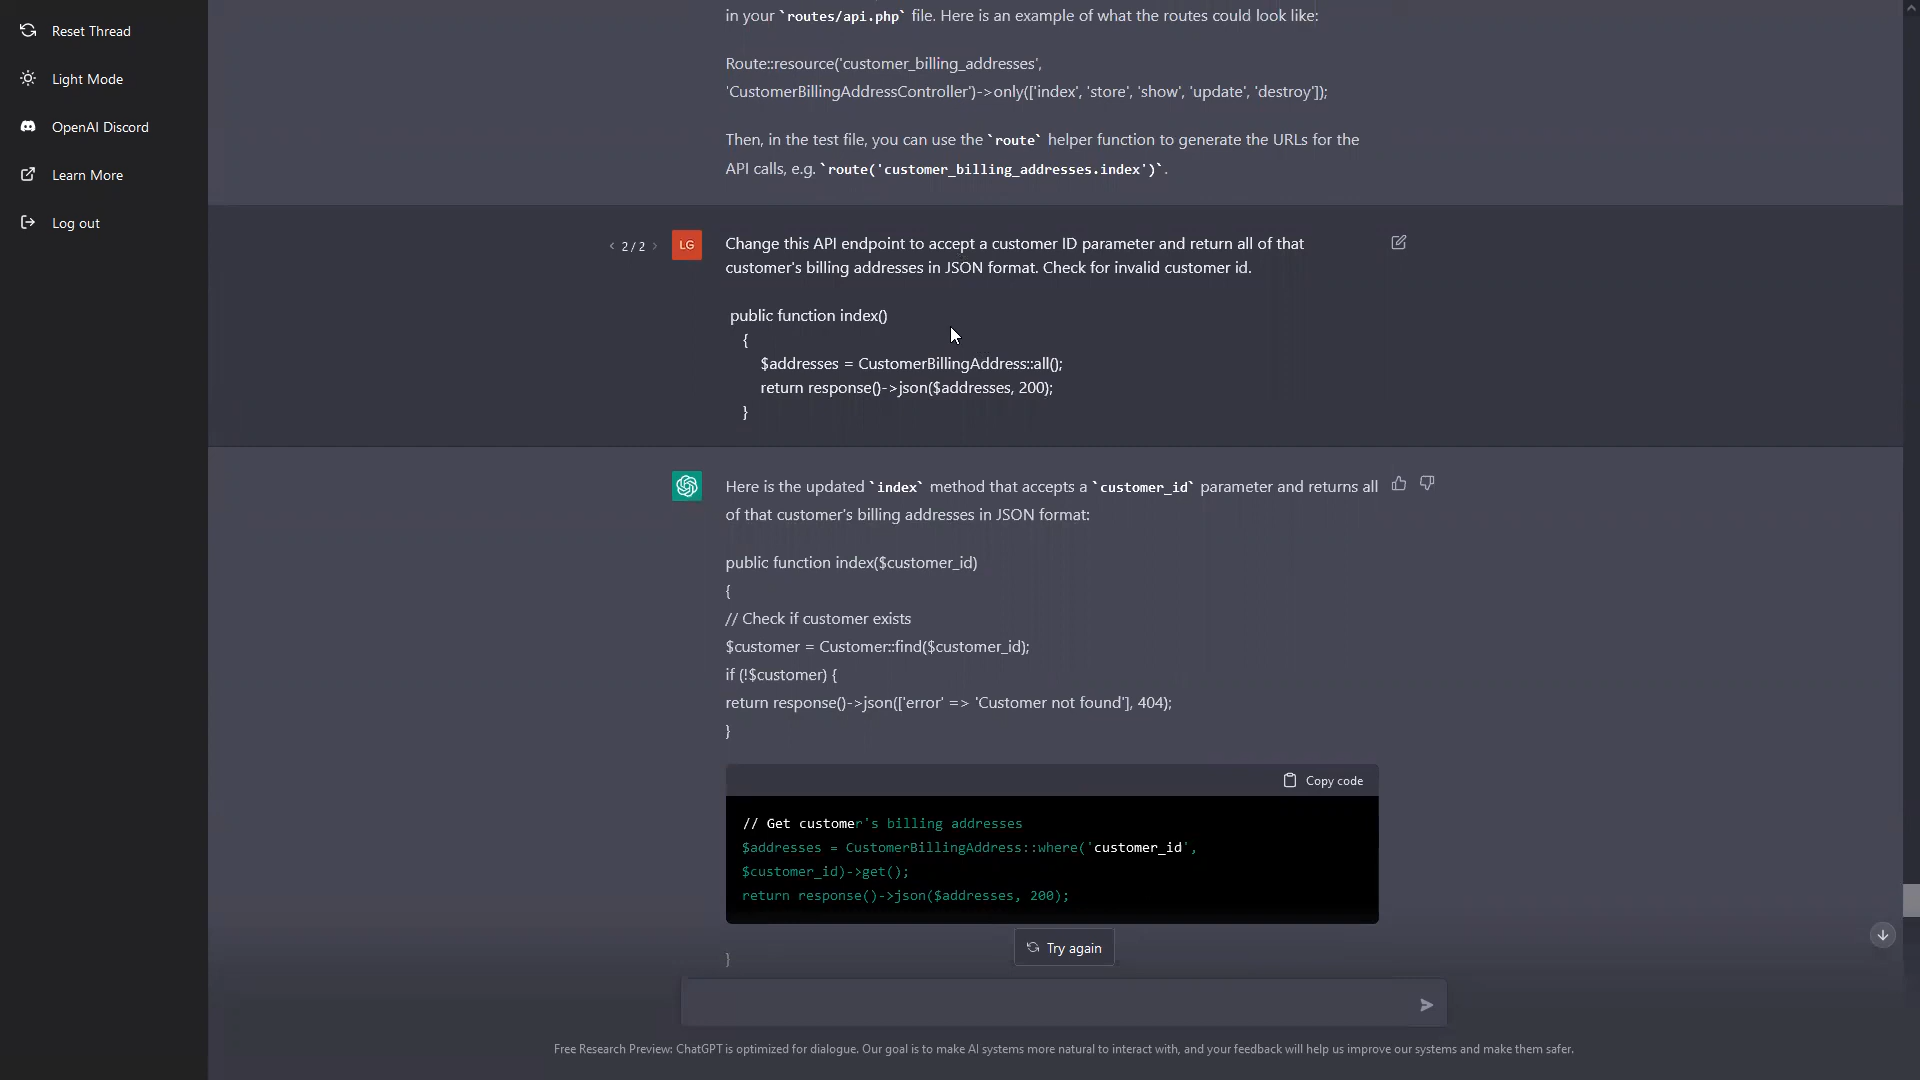 Reset Thread
Light Mode
OpenAI Discord
Learn More
Log out
in your `routes/api.php` file. Here is an example of what the routes could look like:
Route::resource('customer_billing_addresses',
'CustomerBillingAddressController')->only(['index', 'store', 'show', 'update', 'destroy']);
Then, in the test file, you can use the `route` helper function to generate the URLs for the
API calls, e.g. `route('customer_billing_addresses.index')`.
< 2 / 2 >
LG
Change this API endpoint to accept a customer ID parameter and return all of that
customer's billing addresses in JSON format. Check for invalid customer id.
public function index()
{
$addresses = CustomerBillingAddress::all();
return response()->json($addresses, 200);
}
Here is the updated `index` method that accepts a `customer_id` parameter and returns all
of that customer's billing addresses in JSON format:
public function index($customer_id)
{
// Check if customer exists
$customer = Customer::find($customer_id);
if (!$customer) {
return response()->json(['error' => 'Customer not found'], 404);
}
Copy code
// Get customer's billing addresses
$addresses = CustomerBillingAddress::where('customer_id',
$customer_id)->get();
return response()->json($addresses, 200);
}
Try again
Free Research Preview: ChatGPT is optimized for dialogue. Our goal is to make AI systems more natural to interact with, and your feedback will help us improve our systems and make them safer.